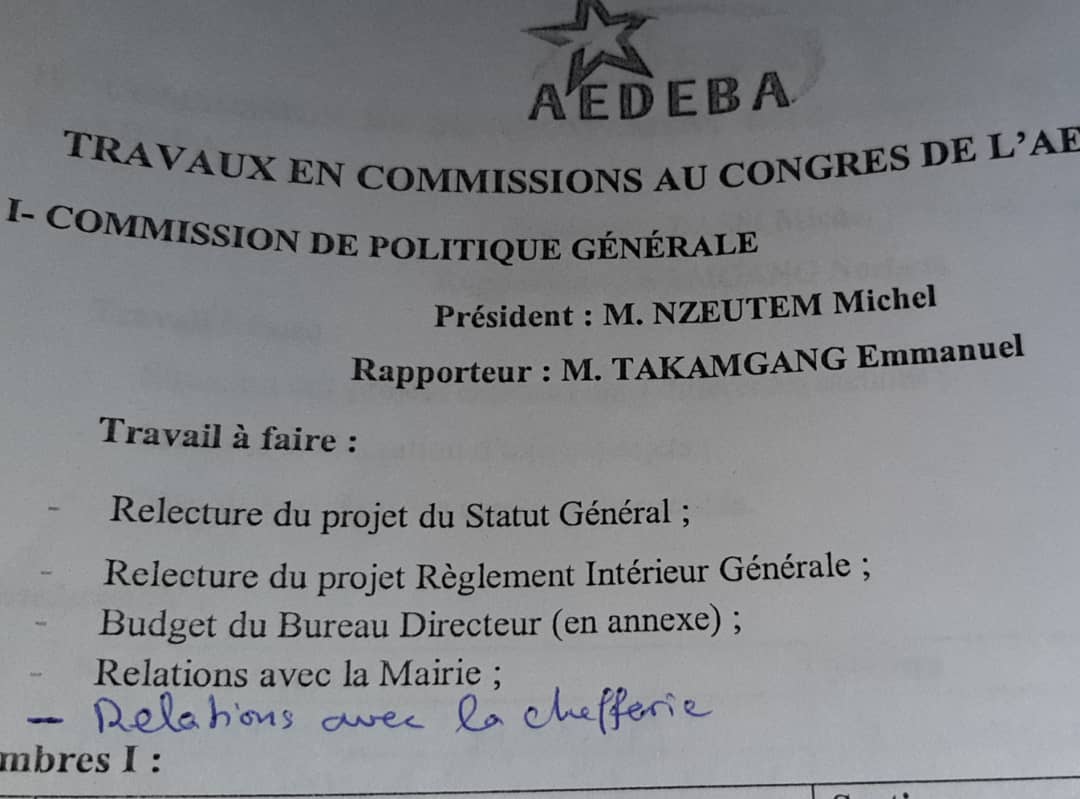 AEDEBA
TRAVAUX EN COMMISSIONS AU CONGRES DE L'AE
I- COMMISSION DE POLITIQUE GÉNÉRALE
Président : M. NZEUTEM Michel
Rapporteur : M. TAKAMGANG Emmanuel
Travail à faire :
- Relecture du projet du Statut Général ;
- Relecture du projet Règlement Intérieur Générale ;
- Budget du Bureau Directeur (en annexe) ;
- Relations avec la Mairie ;
- Relations avec la chefferie
mbres I :